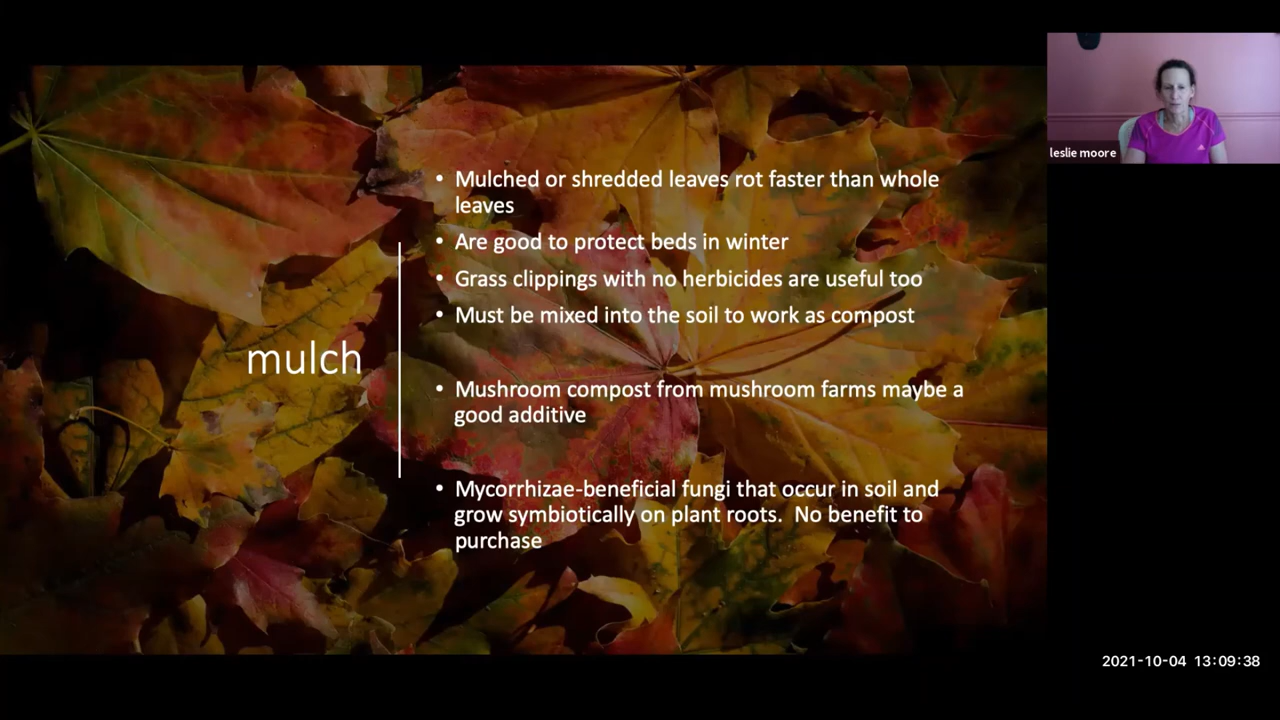 leslie moore
• Mulched or shredded leaves rot faster than whole
leaves
• Are good to protect beds in winter
• Grass clippings with no herbicides are useful too
• Must be mixed into the soil to work as compost
mulch
• Mushroom compost from mushroom farms maybe a
good additive
• Mycorrhizae-beneficial fungi that occur in soil and
grow symbiotically on plant roots.  No benefit to
purchase
2021-10-04 13:09:38